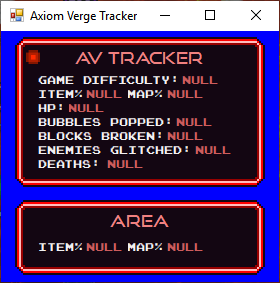 Axiom Verge Tracker
AV TRACKER
GAME DIFFICULTY: NULL
ITEM% NULL MAP% NULL
HP: NULL
BUBBLES POPPED: NULL
BLOCKS BROKEN: NULL
ENEMIES GLITCHED: NULL
DEATHS: NULL
AREA
ITEM% NULL MAP% NULL